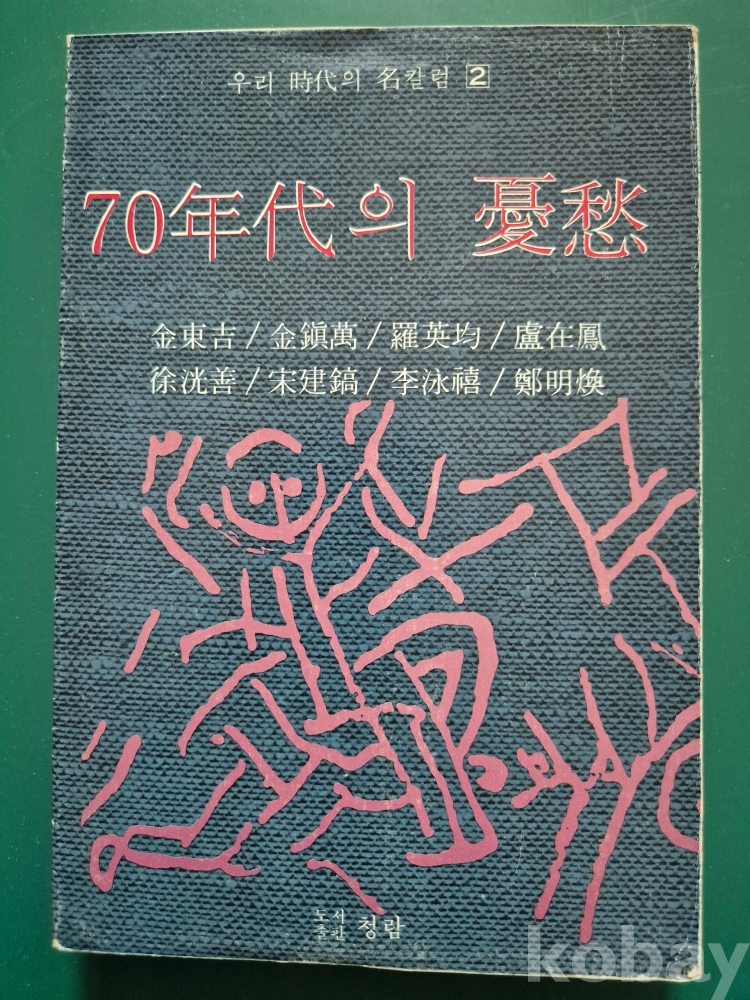 우리 時代의 名칼럼 2
70年代의 憂愁
金東吉/金鎭萬/羅英均/盧在鳳
徐洸善/宋建鎬/李泳禧/鄭明煥
도서출판 청람
kobay